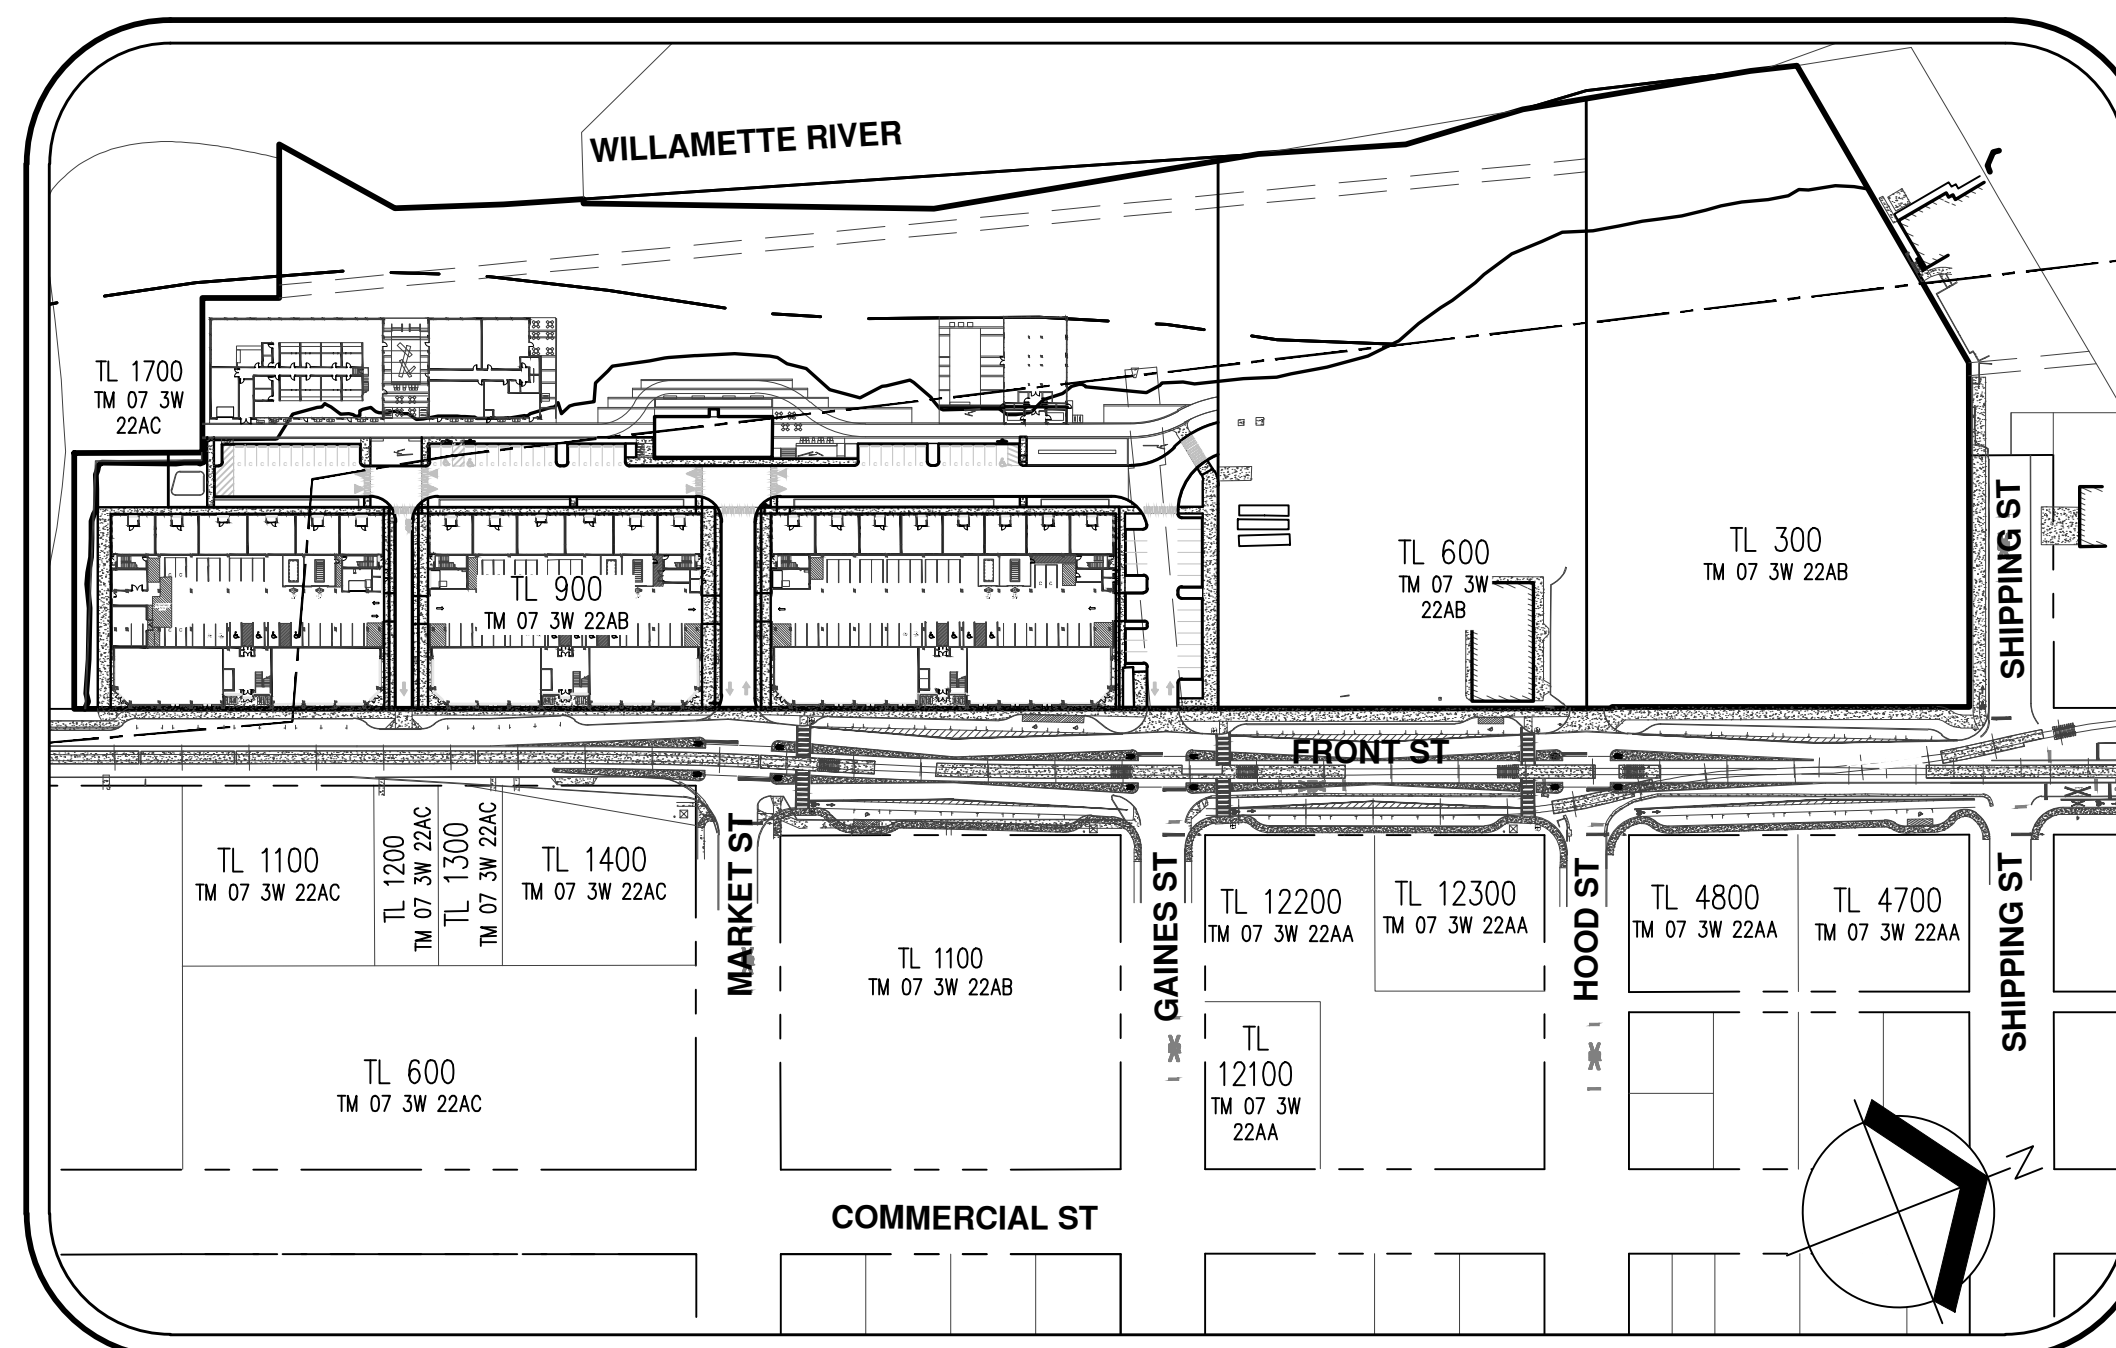 WILLAMETTE RIVER
TL 1700
TM 07 3W
22AC
TL 900
TM 07 3W 22AB
TL 600
TM 07 3W
22AB
TL 300
TM 07 3W 22AB
SHIPPING ST
FRONT ST
TL 1100
TM 07 3W 22AC
TL 1200
TM 07 3W 22AC
TL 1300
TM 07 3W 22AC
TL 1400
TM 07 3W 22AC
MARKET ST
TL 1100
TM 07 3W 22AB
GAINES ST
TL 12200
TM 07 3W 22AA
TL 12300
TM 07 3W 22AA
HOOD ST
TL 4800
TM 07 3W 22AA
TL 4700
TM 07 3W 22AA
SHIPPING ST
TL 600
TM 07 3W 22AC
TL
12100
TM 07 3W
22AA
N
COMMERCIAL ST